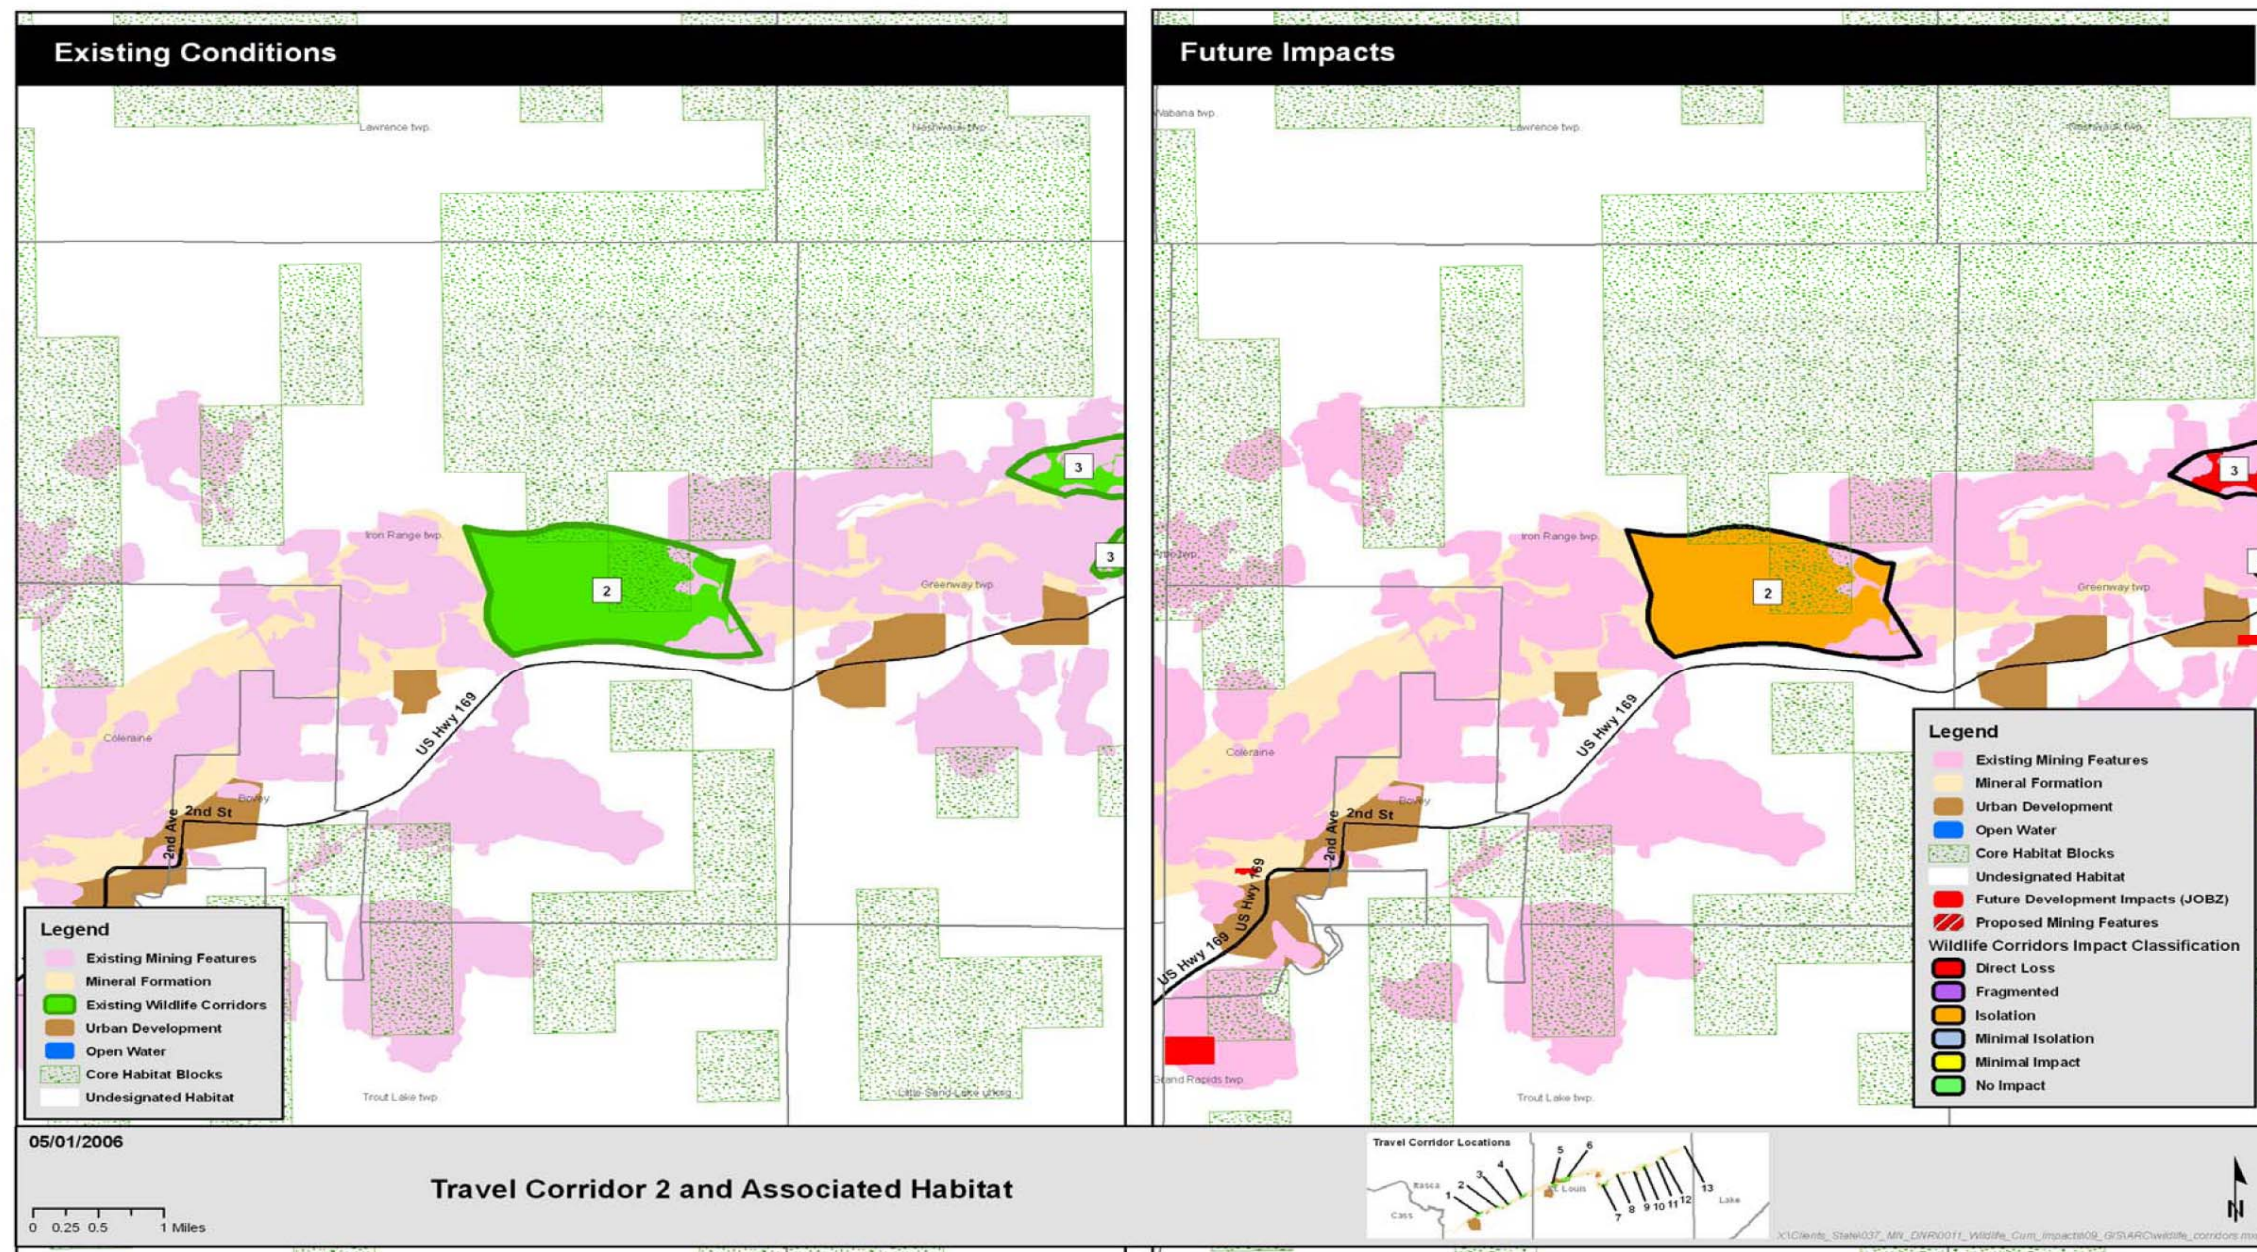 Existing Conditions
Lawrence twp.
Nashwauk twp.
3
Iron Range twp.
3
2
Greenway twp.
US Hwy 169
Coleraine
Bovey
2nd St
2nd Ave
Legend
Existing Mining Features
Mineral Formation
Existing Wildlife Corridors
Urban Development
Open Water
Core Habitat Blocks
Undesignated Habitat
Trout Lake twp.
Future Impacts
Wabana twp.
Lawrence twp.
Nashwauk twp.
3
Iron Range twp.
2
Greenway twp.
US Hwy 169
Coleraine
Bovey
2nd St
2nd Ave
US Hwy 169
US Hwy 169
Grand Rapids twp.
Trout Lake twp.
Legend
Existing Mining Features
Mineral Formation
Urban Development
Open Water
Core Habitat Blocks
Undesignated Habitat
Future Development Impacts (JOBZ)
Proposed Mining Features
Wildlife Corridors Impact Classification
Direct Loss
Fragmented
Isolation
Minimal Isolation
Minimal Impact
No Impact
05/01/2006
0 0.25 0.5 1 Miles
Travel Corridor 2 and Associated Habitat
Travel Corridor Locations
Itasca
Cass
St. Louis
Lake
1
2
3
4
5
6
7
8
9
10
11
12
13
N